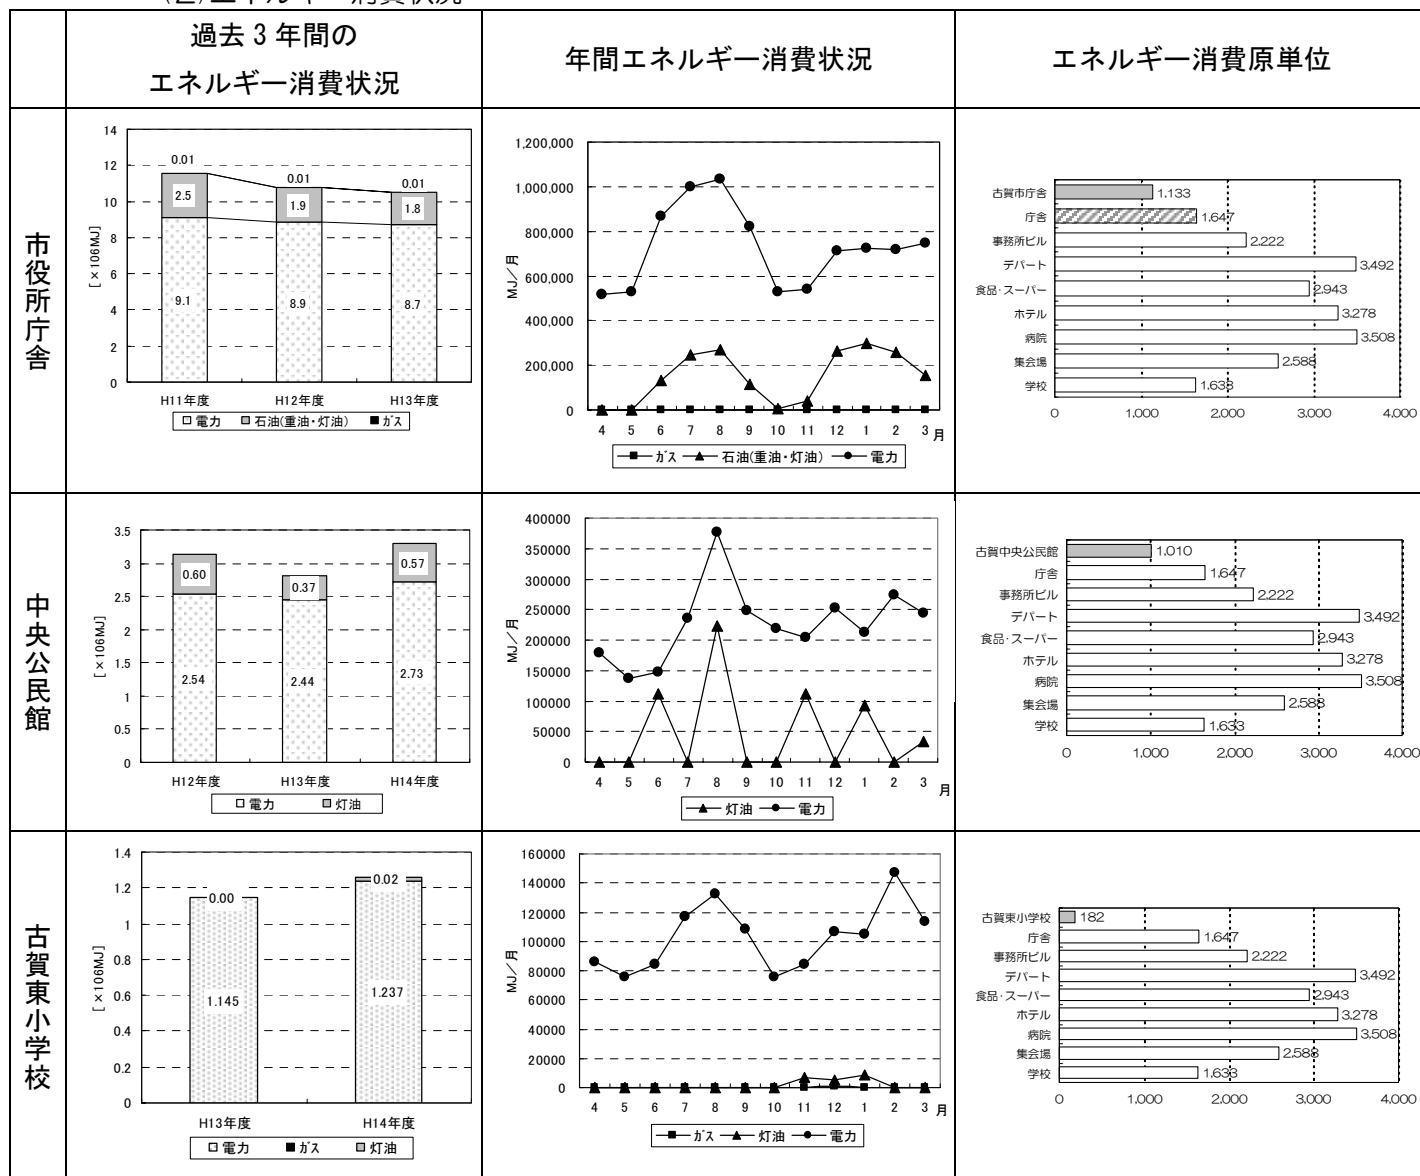 (2)エネルギー消費状況
過去3年間の
エネルギー消費状況
年間エネルギー消費状況
エネルギー消費原単位
市役所庁舎
[×106MJ]
14
12
10
8
6
4
2
0
0.01
2.5
9.1
0.01
1.9
8.9
0.01
1.8
8.7
H11年度 H12年度 H13年度
電力 石油(重油・灯油) ガス
MJ/月
1,200,000
1,000,000
800,000
600,000
400,000
200,000
0
4 5 6 7 8 9 10 11 12 1 2 3 月
ガス 石油(重油・灯油) 電力
古賀市庁舎 1,133
庁舎 1,647
事務所ビル 2,222
デパート 3,492
食品・スーパー 2,943
ホテル 3,278
病院 3,508
集会場 2,588
学校 1,633
0 1,000 2,000 3,000 4,000
中央公民館
[×106MJ]
3.5
3
2.5
2
1.5
1
0.5
0
0.60
2.54
0.37
2.44
0.57
2.73
H12年度 H13年度 H14年度
電力 灯油
MJ/月
400000
350000
300000
250000
200000
150000
100000
50000
0
4 5 6 7 8 9 10 11 12 1 2 3 月
灯油 電力
古賀中央公民館 1,010
庁舎 1,647
事務所ビル 2,222
デパート 3,492
食品・スーパー 2,943
ホテル 3,278
病院 3,508
集会場 2,588
学校 1,633
0 1,000 2,000 3,000 4,000
古賀東小学校
[×106MJ]
1.4
1.2
1
0.8
0.6
0.4
0.2
0
0.00
1.145
0.02
1.237
H13年度 H14年度
電力 ガス 灯油
MJ/月
160000
140000
120000
100000
80000
60000
40000
20000
0
4 5 6 7 8 9 10 11 12 1 2 3 月
ガス 灯油 電力
古賀東小学校 182
庁舎 1,647
事務所ビル 2,222
デパート 3,492
食品・スーパー 2,943
ホテル 3,278
病院 3,508
集会場 2,588
学校 1,633
0 1,000 2,000 3,000 4,000